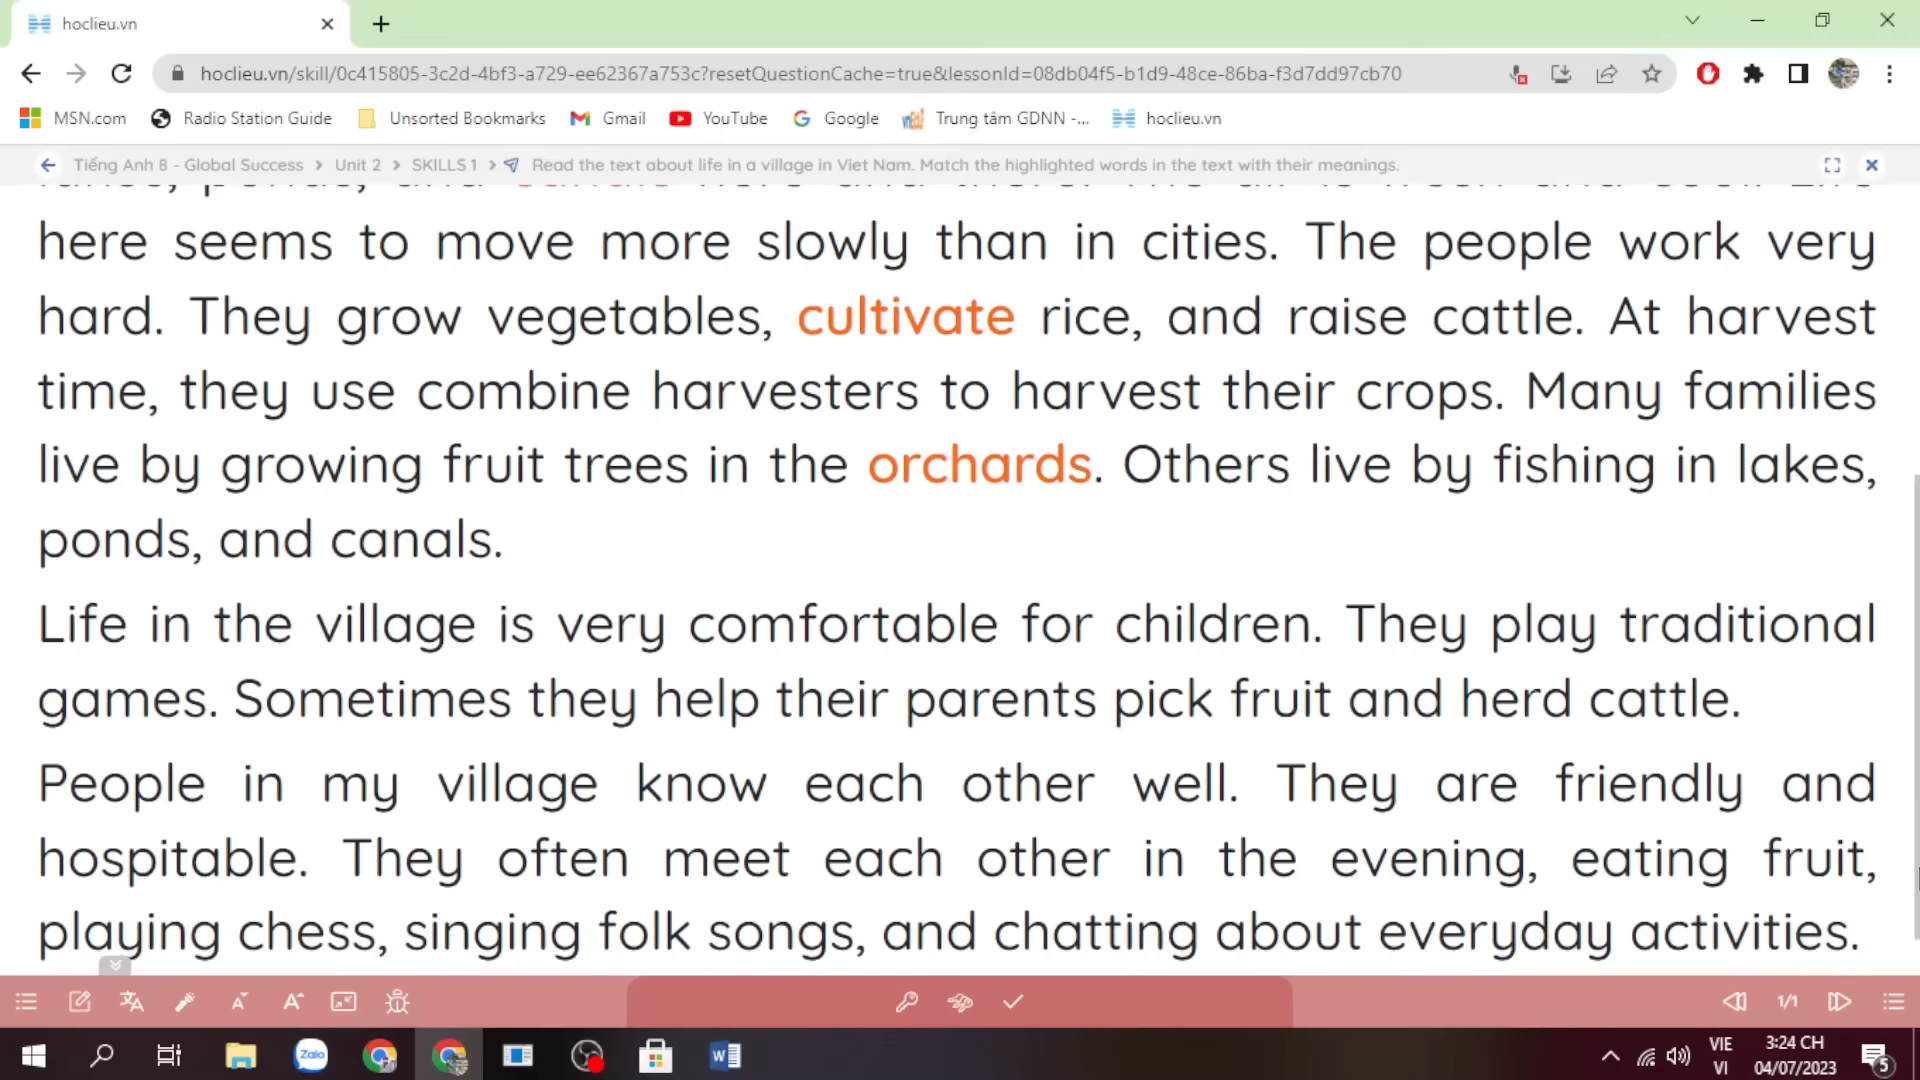 hoclieu.vn
hoclieu.vn/skill/0c415805-3c2d-4bf3-a729-ee62367a753c?resetQuestionCache=true&lessonId=08db04f5-b1d9-48ce-86ba-f3d7dd97cb70
MSN.com Radio Station Guide Unsorted Bookmarks Gmail YouTube Google Trung tâm GDNN -... hoclieu.vn
Tiếng Anh 8 - Global Success > Unit 2 > SKILLS 1 > Read the text about life in a village in Viet Nam. Match the highlighted words in the text with their meanings.
here seems to move more slowly than in cities. The people work very
hard. They grow vegetables, cultivate rice, and raise cattle. At harvest
time, they use combine harvesters to harvest their crops. Many families
live by growing fruit trees in the orchards. Others live by fishing in lakes,
ponds, and canals.
Life in the village is very comfortable for children. They play traditional
games. Sometimes they help their parents pick fruit and herd cattle.
People in my village know each other well. They are friendly and
hospitable. They often meet each other in the evening, eating fruit,
playing chess, singing folk songs, and chatting about everyday activities.
1/1
Zalo
VIE 3:24 CH
VI 04/07/2023 5